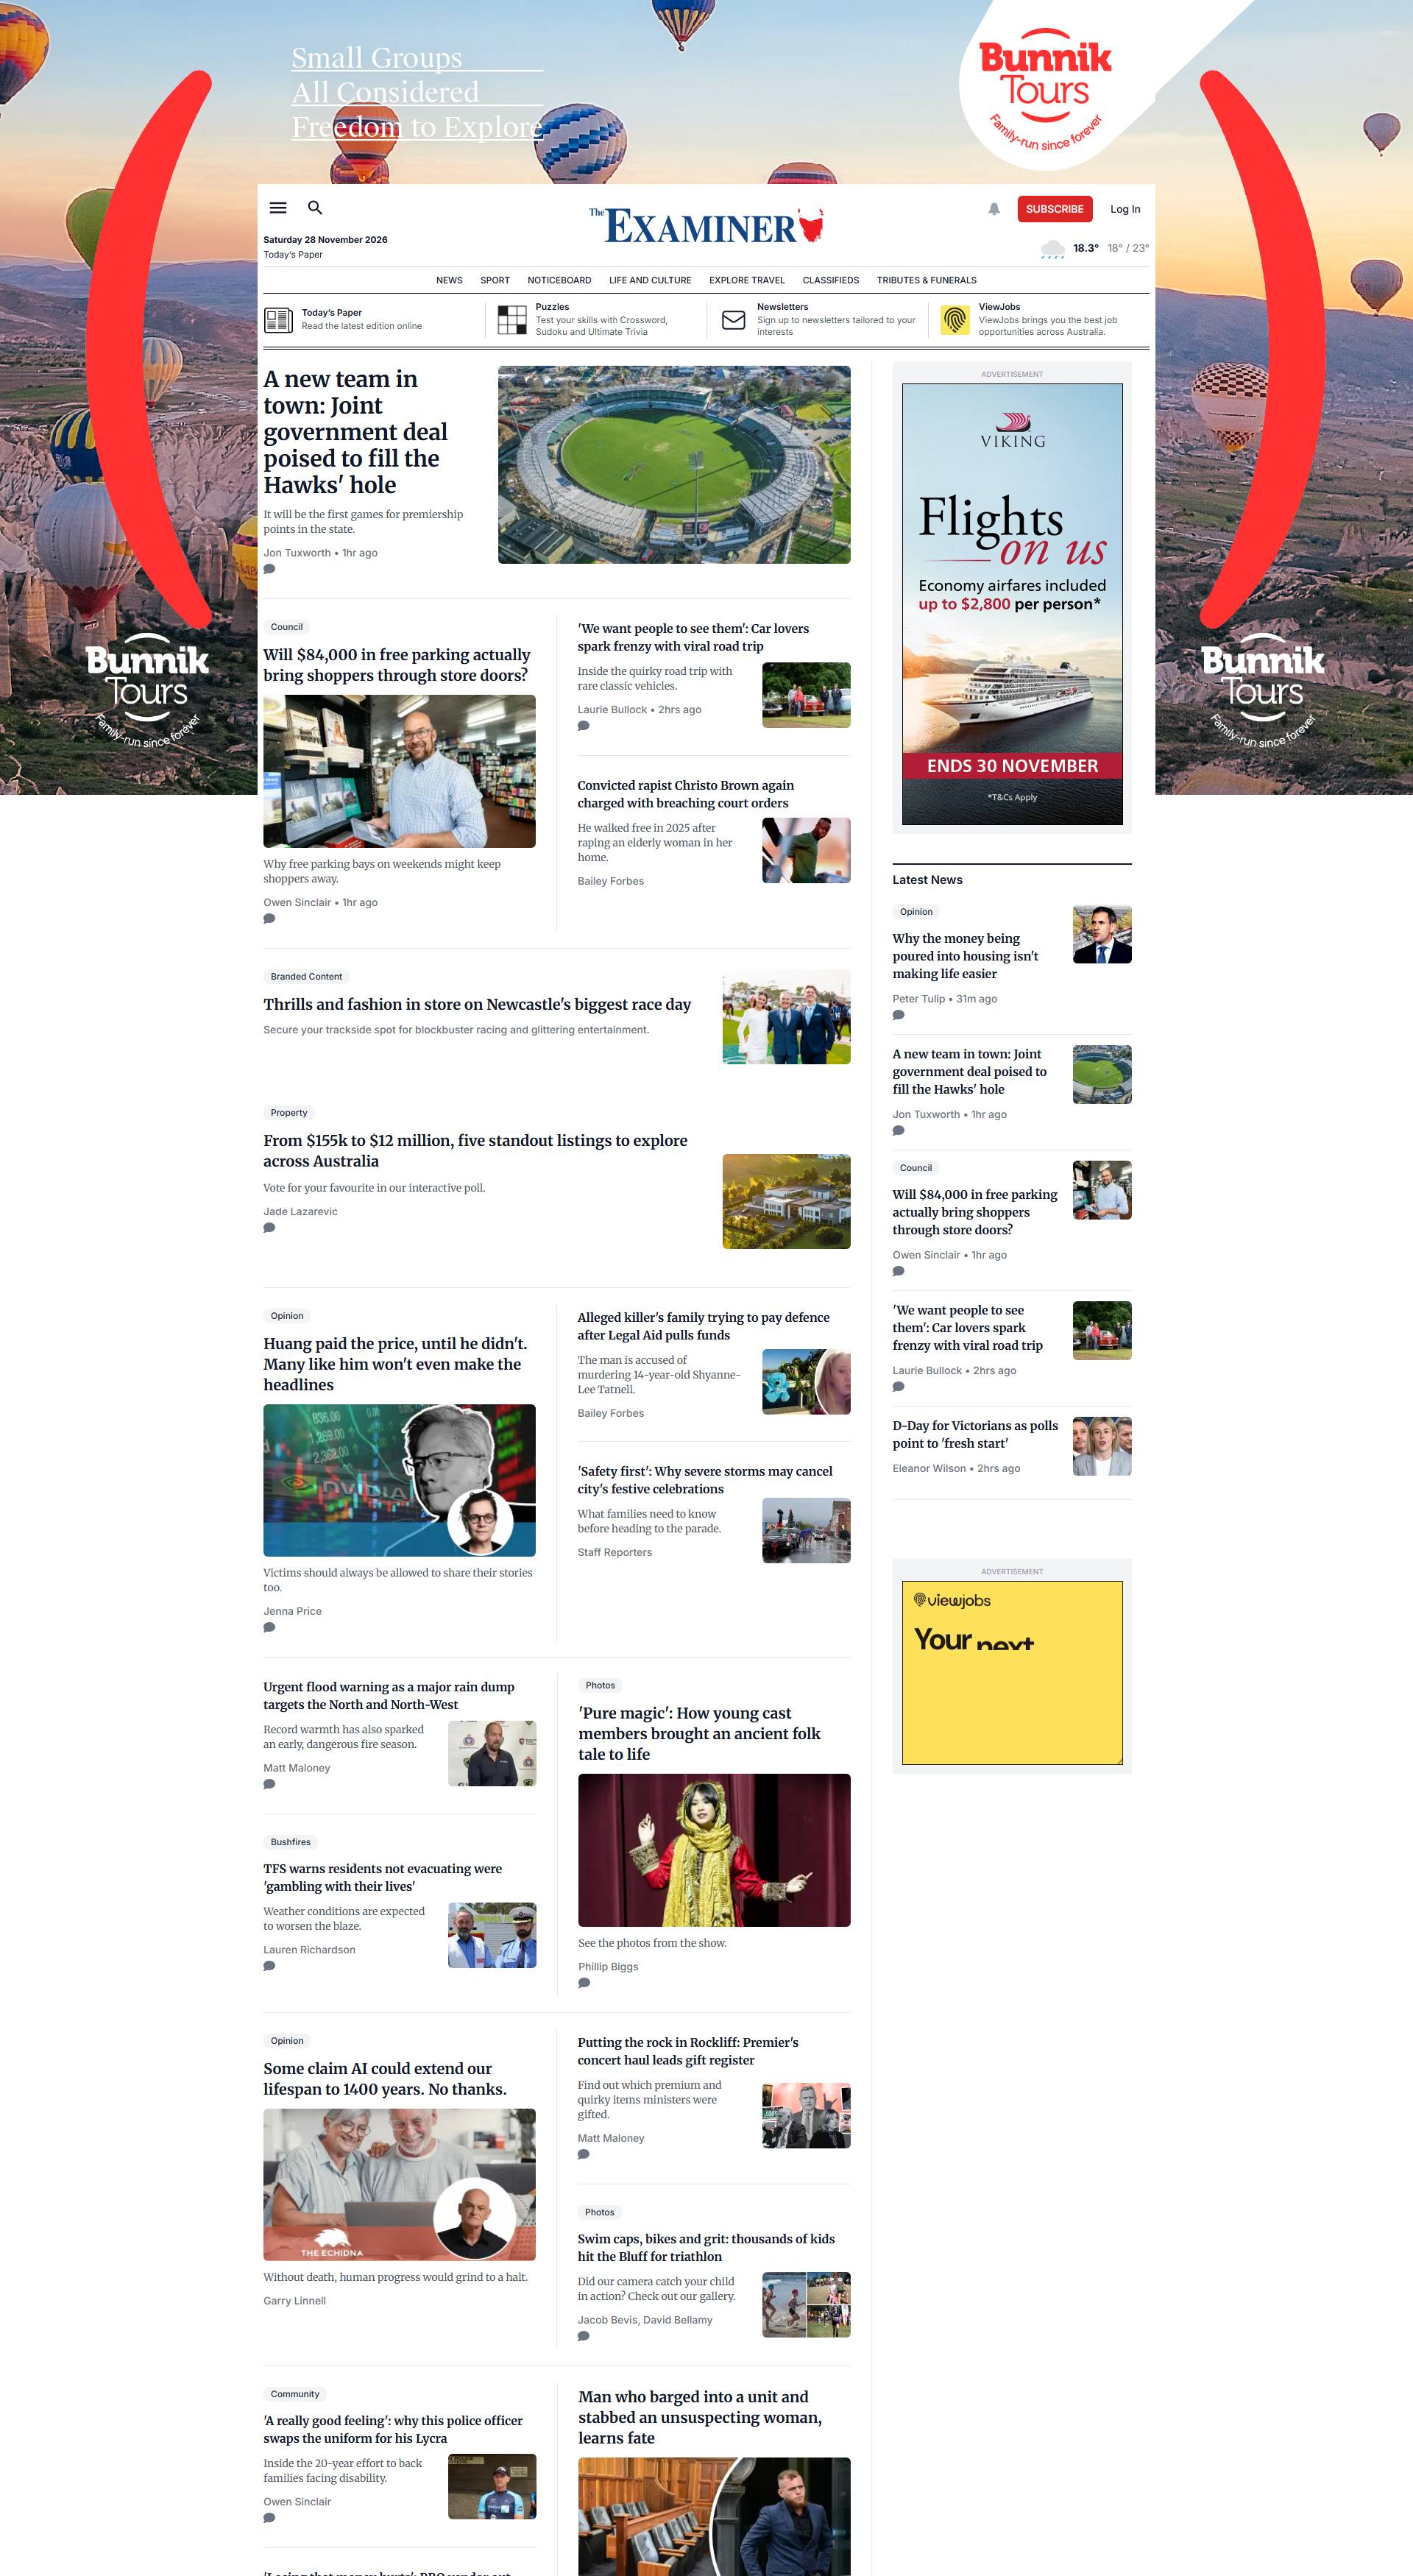 Small Groups
All Considered
Freedom to Explore
Bunnik
Tours
Family-run since forever
SUBSCRIBE
Log In
The EXAMINER
Saturday 28 November 2026
Today's Paper
18.3° 18° / 23°
NEWS SPORT NOTICEBOARD LIFE AND CULTURE EXPLORE TRAVEL CLASSIFIEDS TRIBUTES & FUNERALS
Today's Paper
Read the latest edition online
Puzzles
Test your skills with Crossword,
Sudoku and Ultimate Trivia
Newsletters
Sign up to newsletters tailored to your
interests
ViewJobs
ViewJobs brings you the best job
opportunities across Australia.
A new team in
town: Joint
government deal
poised to fill the
Hawks' hole
It will be the first games for premiership
points in the state.
Jon Tuxworth • 1hr ago
Bunnik
Tours
Family-run since forever
Bunnik
Tours
Family-run since forever
Council
Will $84,000 in free parking actually
bring shoppers through store doors?
Why free parking bays on weekends might keep
shoppers away.
Owen Sinclair • 1hr ago
'We want people to see them': Car lovers
spark frenzy with viral road trip
Inside the quirky road trip with
rare classic vehicles.
Laurie Bullock • 2hrs ago
Convicted rapist Christo Brown again
charged with breaching court orders
He walked free in 2025 after
raping an elderly woman in her
home.
Bailey Forbes
Branded Content
Thrills and fashion in store on Newcastle's biggest race day
Secure your trackside spot for blockbuster racing and glittering entertainment.
Property
From $155k to $12 million, five standout listings to explore
across Australia
Vote for your favourite in our interactive poll.
Jade Lazarevic
Opinion
Huang paid the price, until he didn't.
Many like him won't even make the
headlines
836.00
1,269.00
2,368.00
NVIDIA
Victims should always be allowed to share their stories
too.
Jenna Price
Alleged killer's family trying to pay defence
after Legal Aid pulls funds
The man is accused of
murdering 14-year-old Shyanne-
Lee Tatnell.
Bailey Forbes
'Safety first': Why severe storms may cancel
city's festive celebrations
What families need to know
before heading to the parade.
Staff Reporters
Urgent flood warning as a major rain dump
targets the North and North-West
Record warmth has also sparked
an early, dangerous fire season.
Matt Maloney
Bushfires
TFS warns residents not evacuating were
'gambling with their lives'
Weather conditions are expected
to worsen the blaze.
Lauren Richardson
Photos
'Pure magic': How young cast
members brought an ancient folk
tale to life
See the photos from the show.
Phillip Biggs
Opinion
Some claim AI could extend our
lifespan to 1400 years. No thanks.
THE ECHIDNA
Without death, human progress would grind to a halt.
Garry Linnell
Putting the rock in Rockliff: Premier's
concert haul leads gift register
Find out which premium and
quirky items ministers were
gifted.
Matt Maloney
Photos
Swim caps, bikes and grit: thousands of kids
hit the Bluff for triathlon
Did our camera catch your child
in action? Check out our gallery.
Jacob Bevis, David Bellamy
Community
'A really good feeling': why this police officer
swaps the uniform for his Lycra
Inside the 20-year effort to back
families facing disability.
Owen Sinclair
Man who barged into a unit and
stabbed an unsuspecting woman,
learns fate
ADVERTISEMENT
VIKING
Flights
on us
Economy airfares included
up to $2,800 per person*
ENDS 30 NOVEMBER
*T&Cs Apply
Latest News
Opinion
Why the money being
poured into housing isn't
making life easier
Peter Tulip • 31m ago
A new team in town: Joint
government deal poised to
fill the Hawks' hole
Jon Tuxworth • 1hr ago
Council
Will $84,000 in free parking
actually bring shoppers
through store doors?
Owen Sinclair • 1hr ago
'We want people to see
them': Car lovers spark
frenzy with viral road trip
Laurie Bullock • 2hrs ago
D-Day for Victorians as polls
point to 'fresh start'
Eleanor Wilson • 2hrs ago
ADVERTISEMENT
viewjobs
Your next